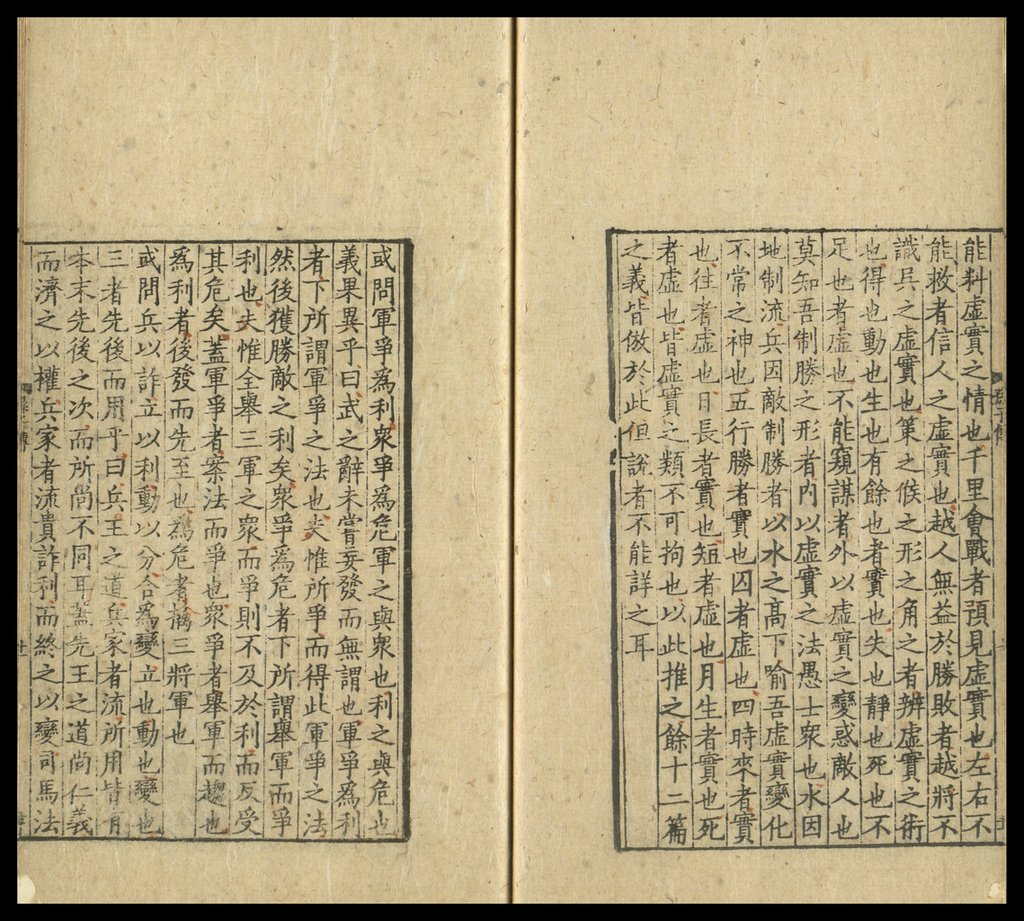 能料虛實之情也千里會戰者預見虛實也左右不
能救者信人之虛實也越人無益於勝敗者越將不
識吳之虛實也策之候之形之角之者辨虛實之術
也得也動也生也有餘也者實也失也靜也死也不
足也者虛也不能窺謀者外以虛實之變惑敵人也
莫知吾制勝之形者內以虛實之法愚士衆也水因
地制流兵因敵制勝者以水之高下喻吾虛實變化
不常之神也五行勝者實也囚者虛也四時來者實
也往者虛也日長者實也短者虛也月生者實也死
者虛也皆虛實之類不可拘也以此推之餘十二篇
之義皆倣於此但說者不能詳之耳
或問軍爭爲利衆爭爲危軍之與衆也利之與危也
義果異乎曰武之辭未嘗妄發而無謂也軍爭爲利
者下所謂軍爭之法也夫惟所爭而得此軍爭之法
然後獲勝敵之利矣衆爭爲危者下所謂舉軍而爭
利也夫惟全舉三軍之衆而爭則不及於利而反受
其危矣蓋軍爭者案法而爭也衆爭者舉軍而趨也
爲利者後發而先至也爲危者擒三將軍也
或問兵以詐立以利動以分合爲變立也動也變也
三者先後而用乎曰兵王之道兵家者流所用皆有
本末先後之次而所尚不同耳蓋先王之道尚仁義
而濟之以權兵家者流貴詐利而終之以變司馬法